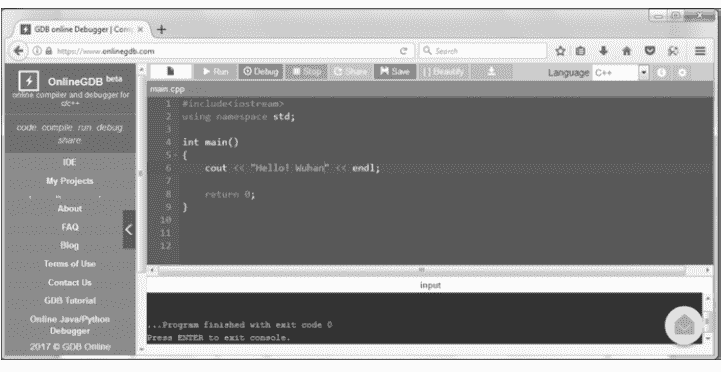 GDB online Debugger | Com
https://www.onlinegdb.com
Search
OnlineGDB beta
online compiler and debugger for
c/c++
code compile run debug
share
IDE
My Projects
About
FAQ
Blog
Terms of Use
Contact Us
GDB Tutorial
Online Java/Python
Debugger
2017 © GDB Online
Run
Debug
Stop
Share
Save
{ } Beautify
Language C++
main.cpp
1 #include<iostream>
2 using namespace std;
3
4 int main()
5 {
6 cout << "Hello! Wuhan" << endl;
7
8 return 0;
9 }
10
11
12
input
...Program finished with exit code 0
Press ENTER to exit console.